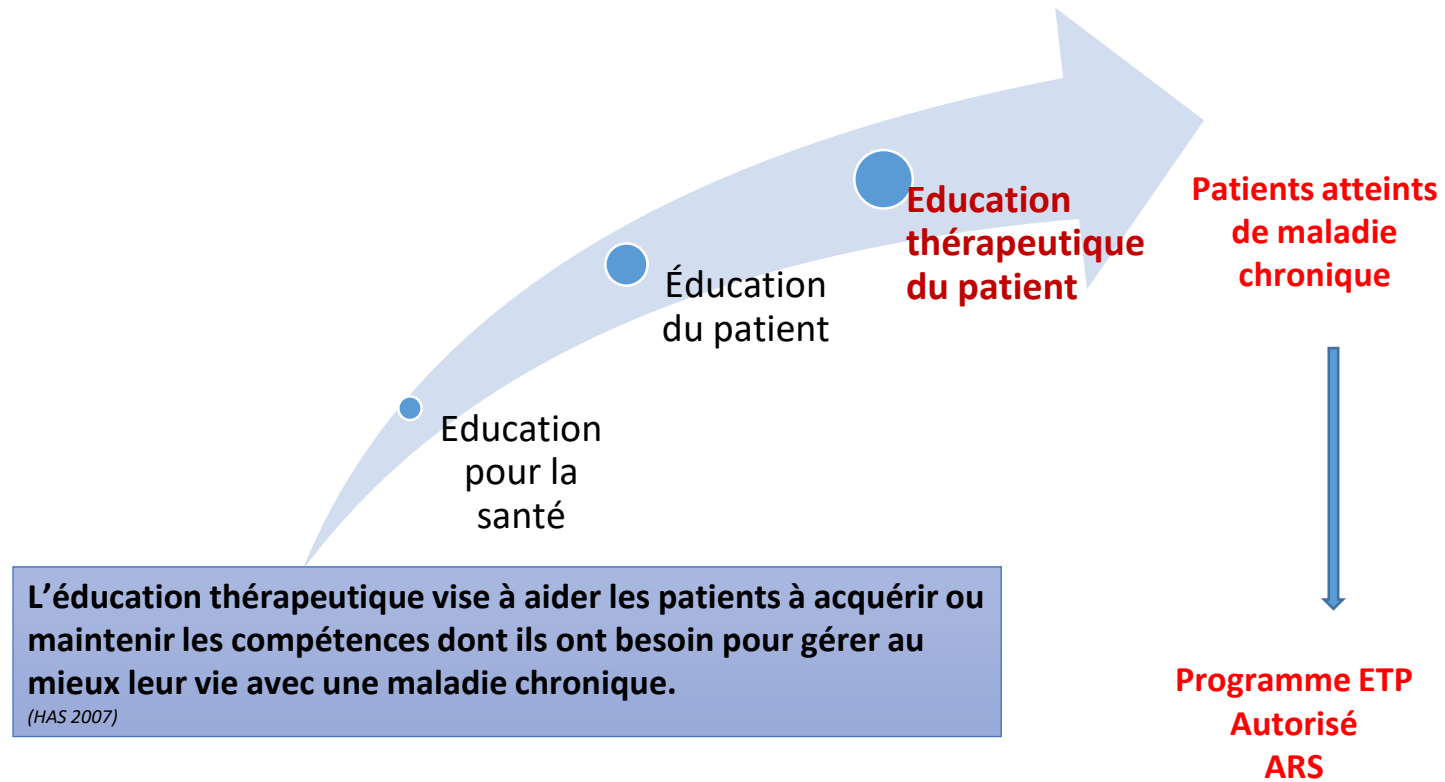 Education
pour la
santé
Éducation
du patient
Education
thérapeutique
du patient
Patients atteints
de maladie
chronique
Programme ETP
Autorisé
ARS
L’éducation thérapeutique vise à aider les patients à acquérir ou
maintenir les compétences dont ils ont besoin pour gérer au
mieux leur vie avec une maladie chronique.
(HAS 2007)